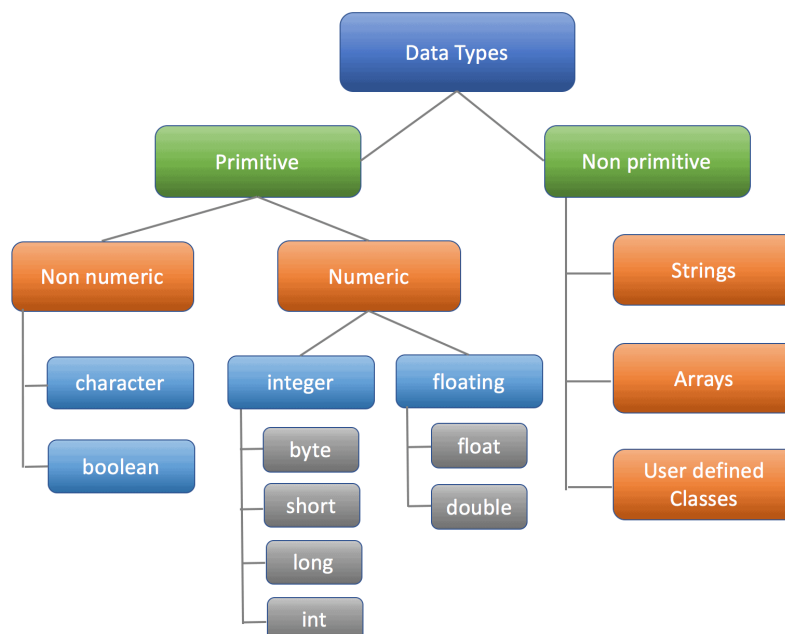 Data Types
Primitive
Non primitive
Non numeric
Numeric
Strings
character
integer
floating
Arrays
boolean
byte
float
User defined
Classes
short
double
long
int